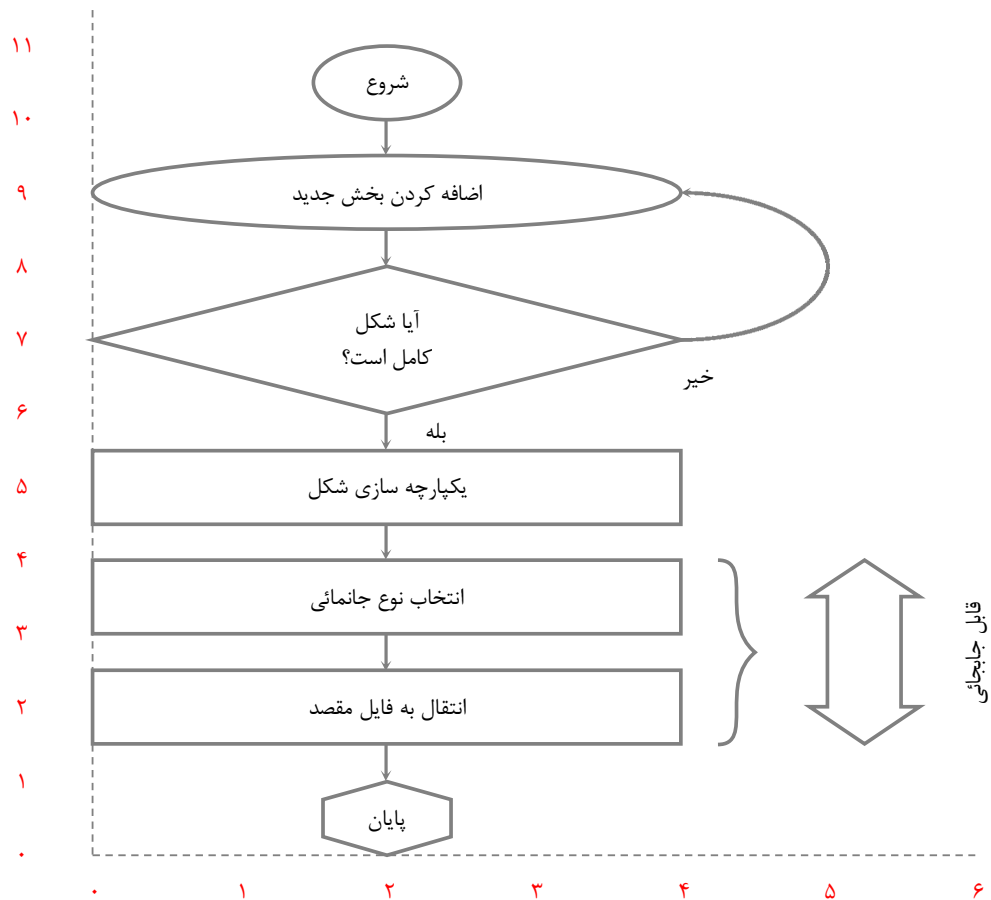 ۱۱
شروع
۱۰
۹
اضافه کردن بخش جدید
۸
آیا شکل
۷
کامل است؟
خیر
۶
بله
۵
یکپارچه سازی شکل
۴
انتخاب نوع جانمائی
قابل جابجائی
۳
۲
انتقال به فایل مقصد
۱
پایان
۰
۰ ۱ ۲ ۳ ۴ ۵ ۶